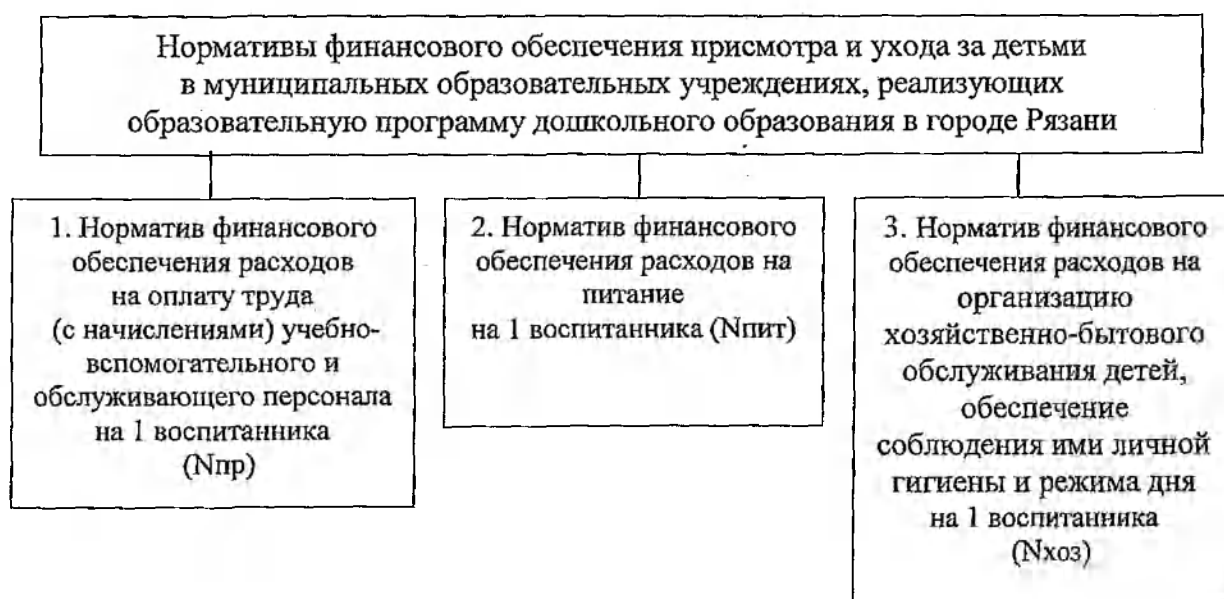 Нормативы финансового обеспечения присмотра и ухода за детьми
в муниципальных образовательных учреждениях, реализующих
образовательную программу дошкольного образования в городе Рязани
1. Норматив финансового
обеспечения расходов
на оплату труда
(с начислениями) учебно-
вспомогательного и
обслуживающего персонала
на 1 воспитанника
(Nпр)
2. Норматив финансового
обеспечения расходов на
питание
на 1 воспитанника (Nпит)
3. Норматив финансового
обеспечения расходов на
организацию
хозяйственно-бытового
обслуживания детей,
обеспечение
соблюдения ими личной
гигиены и режима дня
на 1 воспитанника
(Nхоз)